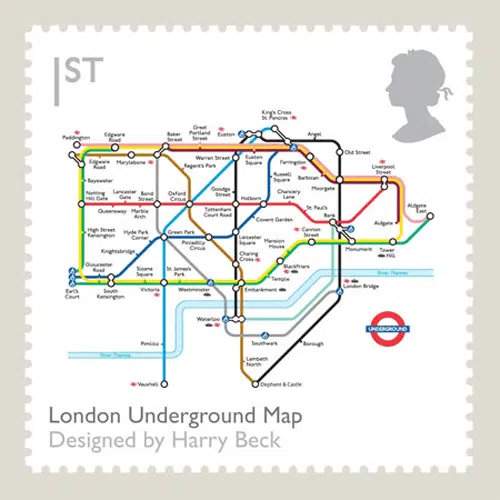 1ST
King's Cross
St. Pancras
Paddington
Edgware
Road
Baker
Street
Great
Portland
Street
Euston
Angel
Edgware
Road
Marylebone
Regent's Park
Warren Street
Euston
Square
Farringdon
Barbican
Old Street
Liverpool
Street
Moorgate
Bayswater
Russell
Square
Goodge
Street
Notting
Hill Gate
Lancaster
Gate
Bond
Street
Oxford
Circus
Tottenham
Court Road
Holborn
Chancery
Lane
St. Paul's
Bank
Queensway
Marble
Arch
Covent Garden
Aldgate
Aldgate
East
High Street
Kensington
Hyde Park
Corner
Green Park
Piccadilly
Circus
Leicester
Square
Mansion
House
Cannon
Street
Monument
Tower
Hill
Knightsbridge
Charing
Cross
Blackfriars
Gloucester
Road
Sloane
Square
St. James's
Park
Temple
River Thames
Earl's
Court
South
Kensington
Victoria
Westminster
Embankment
London Bridge
Waterloo
UNDERGROUND
Pimlico
Southwark
Borough
River Thames
Lambeth
North
Vauxhall
Elephant & Castle
London Underground Map
Designed by Harry Beck